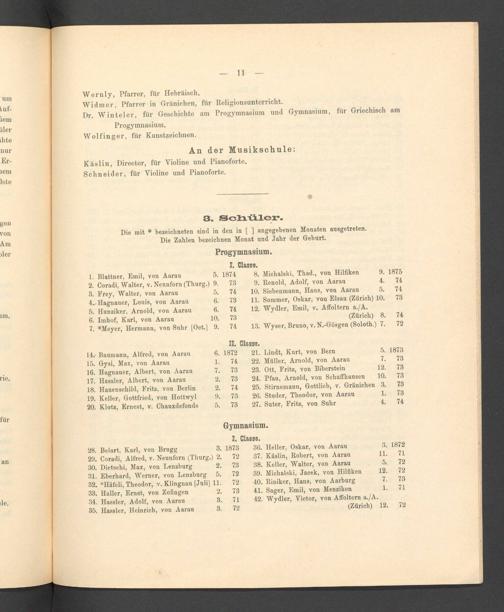 — 11 —
Wernly, Pfarrer, für Hebräisch.
Widmer, Pfarrer in Gränichen, für Religionsunterricht.
Dr. Winteler, für Geschichte am Progymnasium und Gymnasium, für Griechisch am
Progymnasium.
Wolfinger, für Kunstzeichnen.
An der Musikschule:
Käslin, Director, für Violine und Pianoforte.
Schneider, für Violine und Pianoforte.
3. Schüler.
Die mit * bezeichneten sind in den in [ ] angegebenen Monaten ausgetreten.
Die Zahlen bezeichnen Monat und Jahr der Geburt.
Progymnasium.
I. Classe.
1. Blattner, Emil, von Aarau 5. 1874
2. Coradi, Walter, v. Neunforn (Thurg.) 9. 73
3. Frey, Walter, von Aarau 5. 74
4. Hagnauer, Louis, von Aarau 6. 73
5. Hunziker, Arnold, von Aarau 6. 74
6. Imhof, Karl, von Aarau 10. 73
7. *Meyer, Hermann, von Suhr [Oct.] 9. 74
8. Michalski, Thad., von Hilfiken 9. 1875
9. Renold, Adolf, von Aarau 4. 74
10. Siebenmann, Hans, von Aarau 5. 74
11. Sommer, Oskar, von Elsau (Zürich) 10. 73
12. Wydler, Emil, v. Affoltern a./A.
(Zürich) 8. 74
13. Wyser, Bruno, v. N.-Gösgen (Soloth.) 7. 72
II. Classe.
14. Baumann, Alfred, von Aarau 6. 1872
15. Gysi, Max, von Aarau 1. 74
16. Hagnauer, Albert, von Aarau 7. 73
17. Hassler, Albert, von Aarau 2. 73
18. Hauenschild, Fritz, von Berlin 2. 74
19. Keller, Gottfried, von Hottwyl 9. 73
20. Klots, Ernest, v. Chauxdefonds 5. 73
21. Lindt, Kurt, von Bern 5. 1873
22. Müller, Arnold, von Aarau 7. 73
23. Ott, Fritz, von Biberstein 12. 73
24. Pfau, Arnold, von Schaffhausen 10. 73
25. Stirnemann, Gottlieb, v. Gränichen 3. 73
26. Studer, Theodor, von Aarau 1. 73
27. Suter, Fritz, von Suhr 4. 74
Gymnasium.
I. Classe.
28. Belart, Karl, von Brugg 3. 1873
29. Coradi, Alfred, v. Neunforn (Thurg.) 2. 72
30. Dietschi, Max, von Lenzburg 2. 73
31. Eberhard, Werner, von Lenzburg 5. 72
32. *Häfeli, Theodor, v. Klingnau [Juli] 11. 72
33. Haller, Ernst, von Zofingen 2. 73
34. Hassler, Adolf, von Aarau 3. 71
35. Hassler, Heinrich, von Aarau 3. 72
36. Heller, Oskar, von Aarau 3. 1872
37. Käslin, Robert, von Aarau 11. 71
38. Keller, Walter, von Aarau 5. 72
39. Michalski, Jacek, von Hilfiken 12. 72
40. Riniker, Hans, von Aarburg 7. 73
41. Sager, Emil, von Menziken 1. 71
42. Wydler, Victor, von Affoltern a./A.
(Zürich) 12. 72